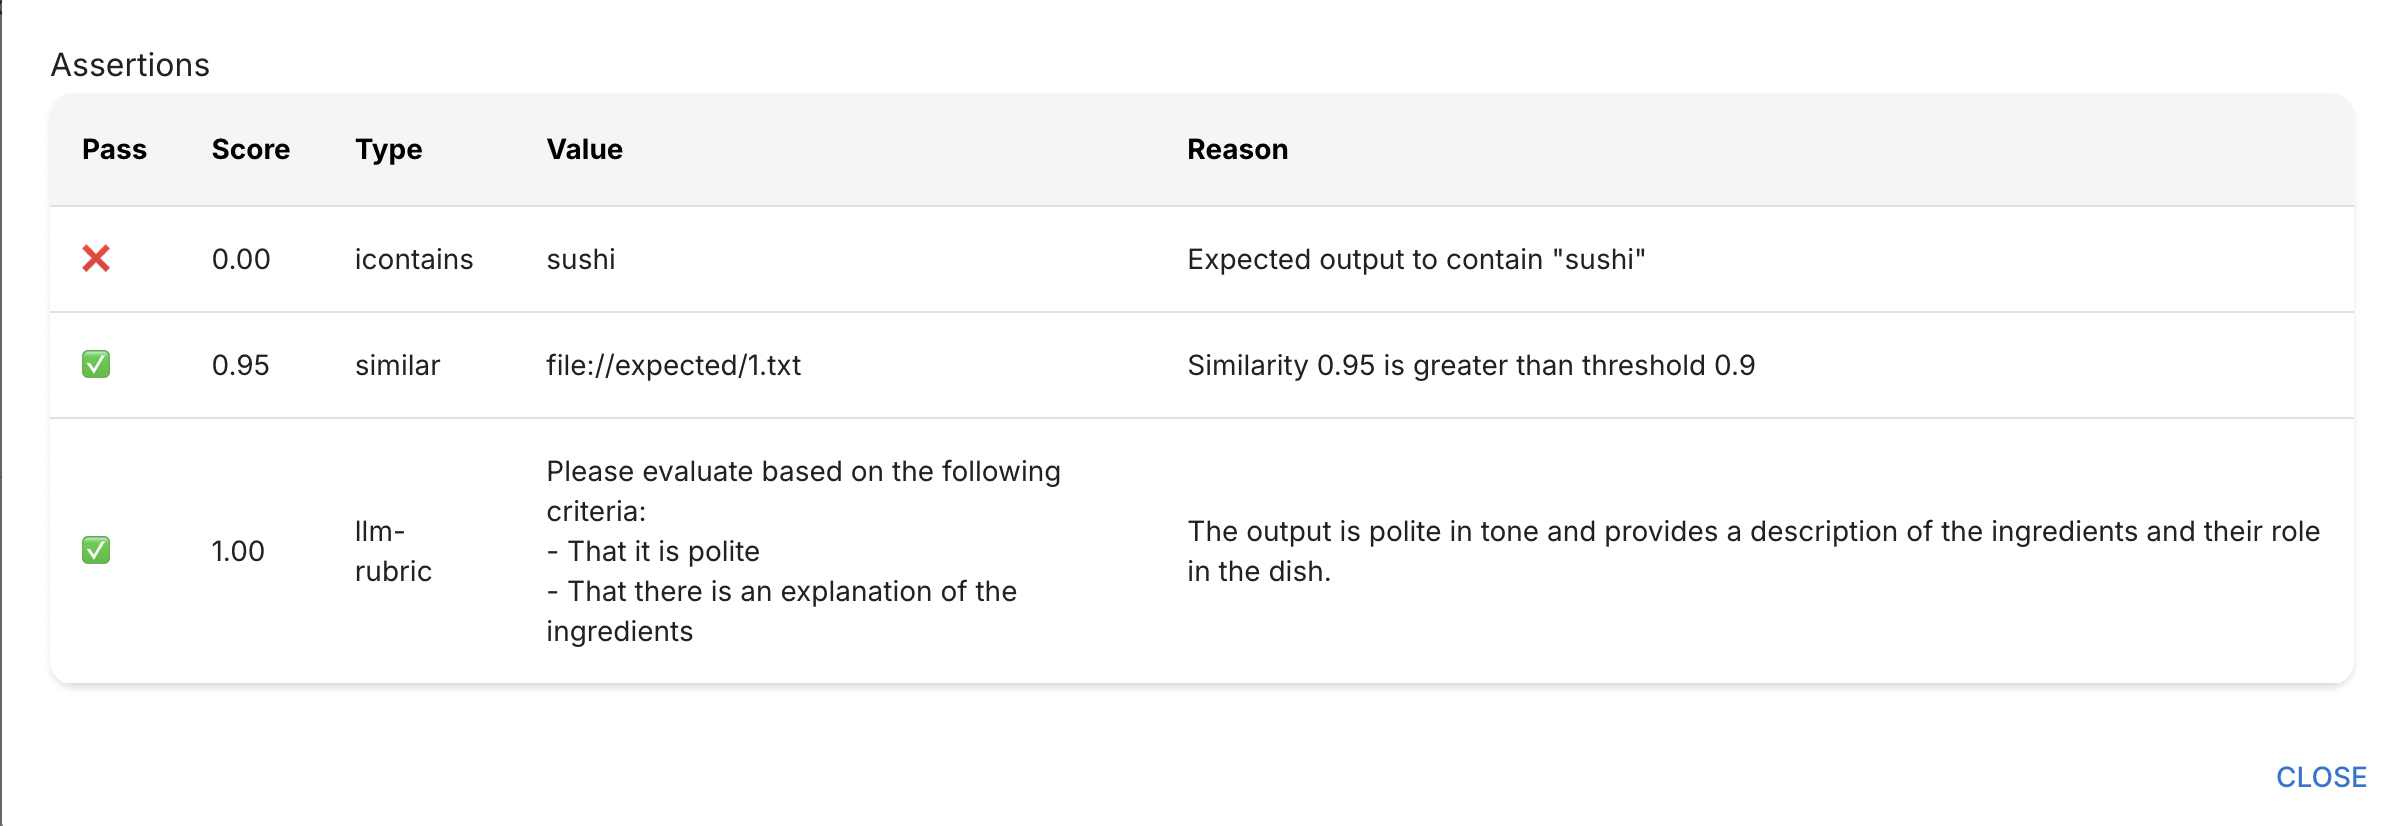 Assertions
Pass Score Type Value Reason
❌ 0.00 icontains sushi Expected output to contain "sushi"
✅ 0.95 similar file://expected/1.txt Similarity 0.95 is greater than threshold 0.9
✅ 1.00
llm-
rubric
Please evaluate based on the following
criteria:
- That it is polite
- That there is an explanation of the
ingredients
The output is polite in tone and provides a description of the ingredients and their role
in the dish.
CLOSE